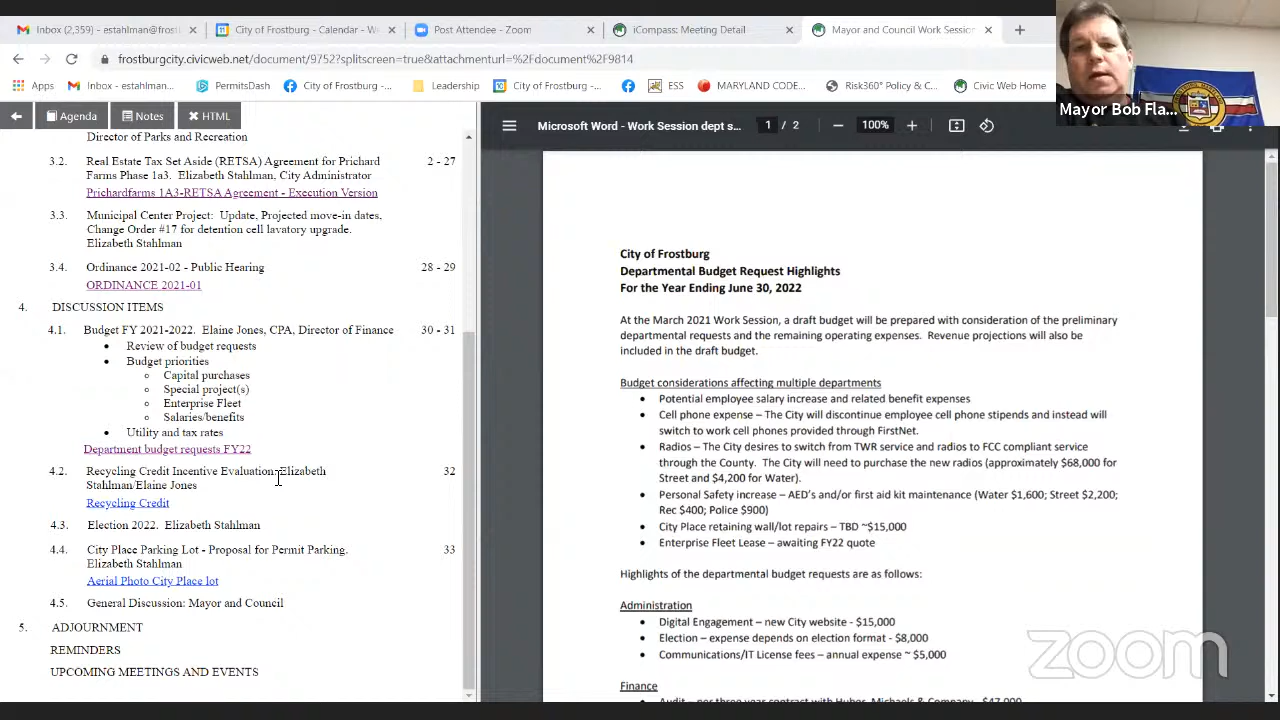 Inbox (2,359) - estahlman@frost
City of Frostburg - Calendar - W
Post Attendee - Zoom
iCompass: Meeting Detail
Mayor and Council Work Session
frostburgcity.civicweb.net/document/9752?splitscreen=true&attachmenturl=%2Fdocument%2F9814
Apps
Inbox - estahlman...
PermitsDash
City of Frostburg -...
Leadership
City of Frostburg -...
ESS
MARYLAND CODE...
Risk360° Policy & C...
Civic Web Home
Mayor Bob Fla...
Agenda
Notes
HTML
Director of Parks and Recreation
3.2. Real Estate Tax Set Aside (RETSA) Agreement for Prichard 2 - 27
Farms Phase 1a3. Elizabeth Stahlman, City Administrator
Prichardfarms 1A3-RETSA Agreement - Execution Version
3.3. Municipal Center Project: Update, Projected move-in dates,
Change Order #17 for detention cell lavatory upgrade.
Elizabeth Stahlman
3.4. Ordinance 2021-02 - Public Hearing 28 - 29
ORDINANCE 2021-01
4. DISCUSSION ITEMS
4.1. Budget FY 2021-2022. Elaine Jones, CPA, Director of Finance 30 - 31
• Review of budget requests
• Budget priorities
○ Capital purchases
○ Special project(s)
○ Enterprise Fleet
○ Salaries/benefits
• Utility and tax rates
Department budget requests FY22
4.2. Recycling Credit Incentive Evaluation Elizabeth 32
Stahlman/Elaine Jones
Recycling Credit
4.3. Election 2022. Elizabeth Stahlman
4.4. City Place Parking Lot - Proposal for Permit Parking. 33
Elizabeth Stahlman
Aerial Photo City Place lot
4.5. General Discussion: Mayor and Council
5. ADJOURNMENT
REMINDERS
UPCOMING MEETINGS AND EVENTS
Microsoft Word - Work Session dept s...
1 / 2
100%
City of Frostburg
Departmental Budget Request Highlights
For the Year Ending June 30, 2022
At the March 2021 Work Session, a draft budget will be prepared with consideration of the preliminary
departmental requests and the remaining operating expenses. Revenue projections will also be
included in the draft budget.
Budget considerations affecting multiple departments
• Potential employee salary increase and related benefit expenses
• Cell phone expense – The City will discontinue employee cell phone stipends and instead will
switch to work cell phones provided through FirstNet.
• Radios – The City desires to switch from TWR service and radios to FCC compliant service
through the County. The City will need to purchase the new radios (approximately $68,000 for
Street and $4,200 for Water).
• Personal Safety increase – AED's and/or first aid kit maintenance (Water $1,600; Street $2,200;
Rec $400; Police $900)
• City Place retaining wall/lot repairs – TBD ~$15,000
• Enterprise Fleet Lease – awaiting FY22 quote
Highlights of the departmental budget requests are as follows:
Administration
• Digital Engagement – new City website - $15,000
• Election – expense depends on election format - $8,000
• Communications/IT License fees – annual expense ~ $5,000
Finance
• Audit – per three year contract with Huber, Michaels & Company - $47,000
zoom